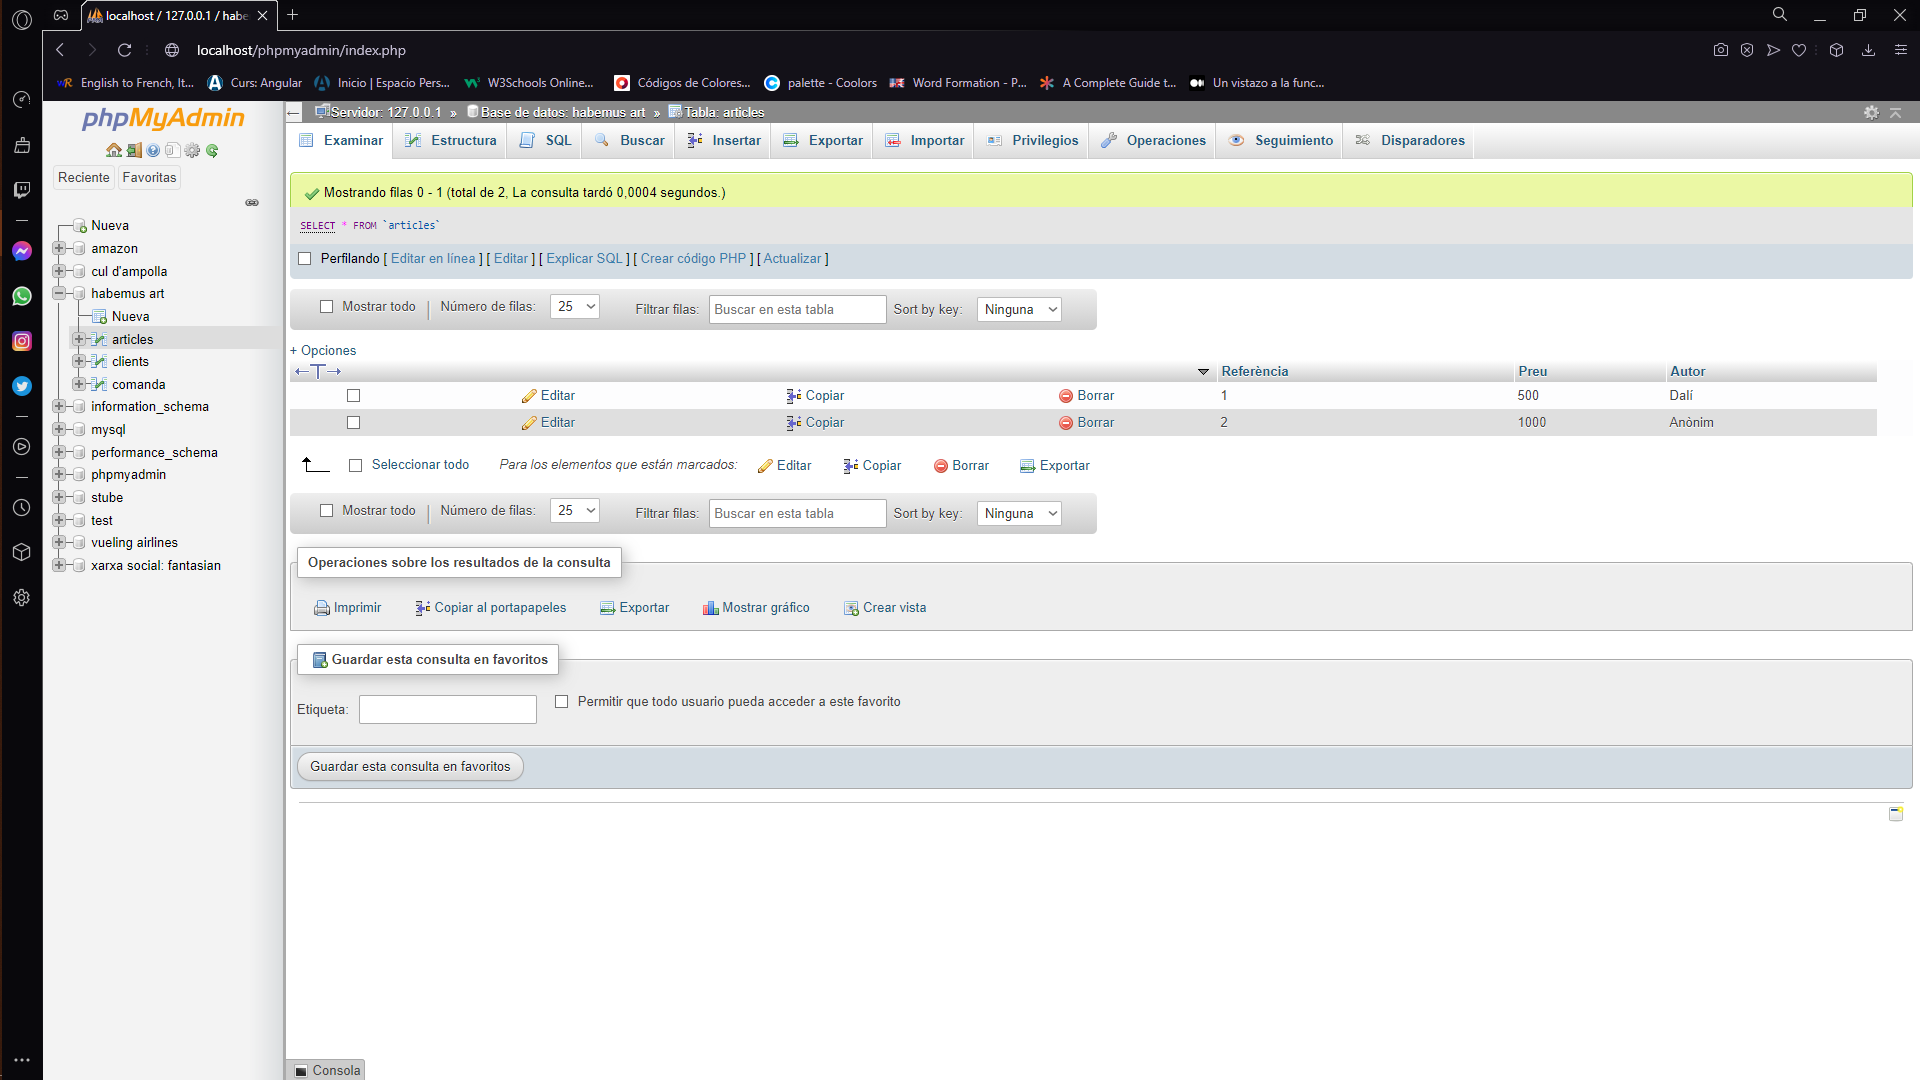 localhost / 127.0.0.1 / habe
localhost/phpmyadmin/index.php
English to French, It... Curs: Angular Inicio | Espacio Pers... W3Schools Online... Códigos de Colores... palette - Coolors Word Formation - P... A Complete Guide t... Un vistazo a la func...
phpMyAdmin
Reciente Favoritas
Nueva
amazon
cul d'ampolla
habemus art
Nueva
articles
clients
comanda
information_schema
mysql
performance_schema
phpmyadmin
stube
test
vueling airlines
xarxa social: fantasian
Servidor: 127.0.0.1 » Base de datos: habemus art » Tabla: articles
Examinar Estructura SQL Buscar Insertar Exportar Importar Privilegios Operaciones Seguimiento Disparadores
Mostrando filas 0 - 1 (total de 2, La consulta tardó 0,0004 segundos.)
SELECT * FROM `articles`
Perfilando [ Editar en línea ] [ Editar ] [ Explicar SQL ] [ Crear código PHP ] [ Actualizar ]
Mostrar todo | Número de filas: 25 Filtrar filas: Buscar en esta tabla Sort by key: Ninguna
+ Opciones
←T→ Referència Preu Autor
Editar Copiar Borrar 1 500 Dalí
Editar Copiar Borrar 2 1000 Anònim
Seleccionar todo Para los elementos que están marcados: Editar Copiar Borrar Exportar
Mostrar todo | Número de filas: 25 Filtrar filas: Buscar en esta tabla Sort by key: Ninguna
Operaciones sobre los resultados de la consulta
Imprimir Copiar al portapapeles Exportar Mostrar gráfico Crear vista
Guardar esta consulta en favoritos
Etiqueta: Permitir que todo usuario pueda acceder a este favorito
Guardar esta consulta en favoritos
Consola